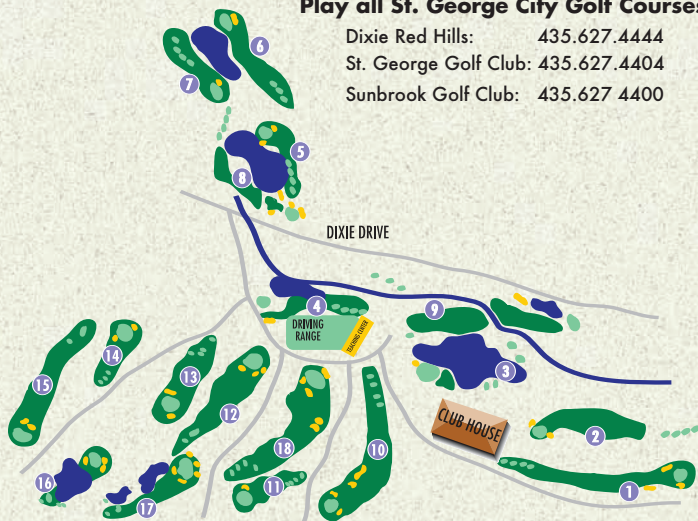 Play all St. George City Golf Courses
Dixie Red Hills: 435.627.4444
St. George Golf Club: 435.627.4404
Sunbrook Golf Club: 435.627 4400
6
7
5
8
DIXIE DRIVE
4
9
DRIVING
RANGE
TEACHING CENTER
3
14
15
13
12
CLUB HOUSE
2
18
10
16
11
17
1